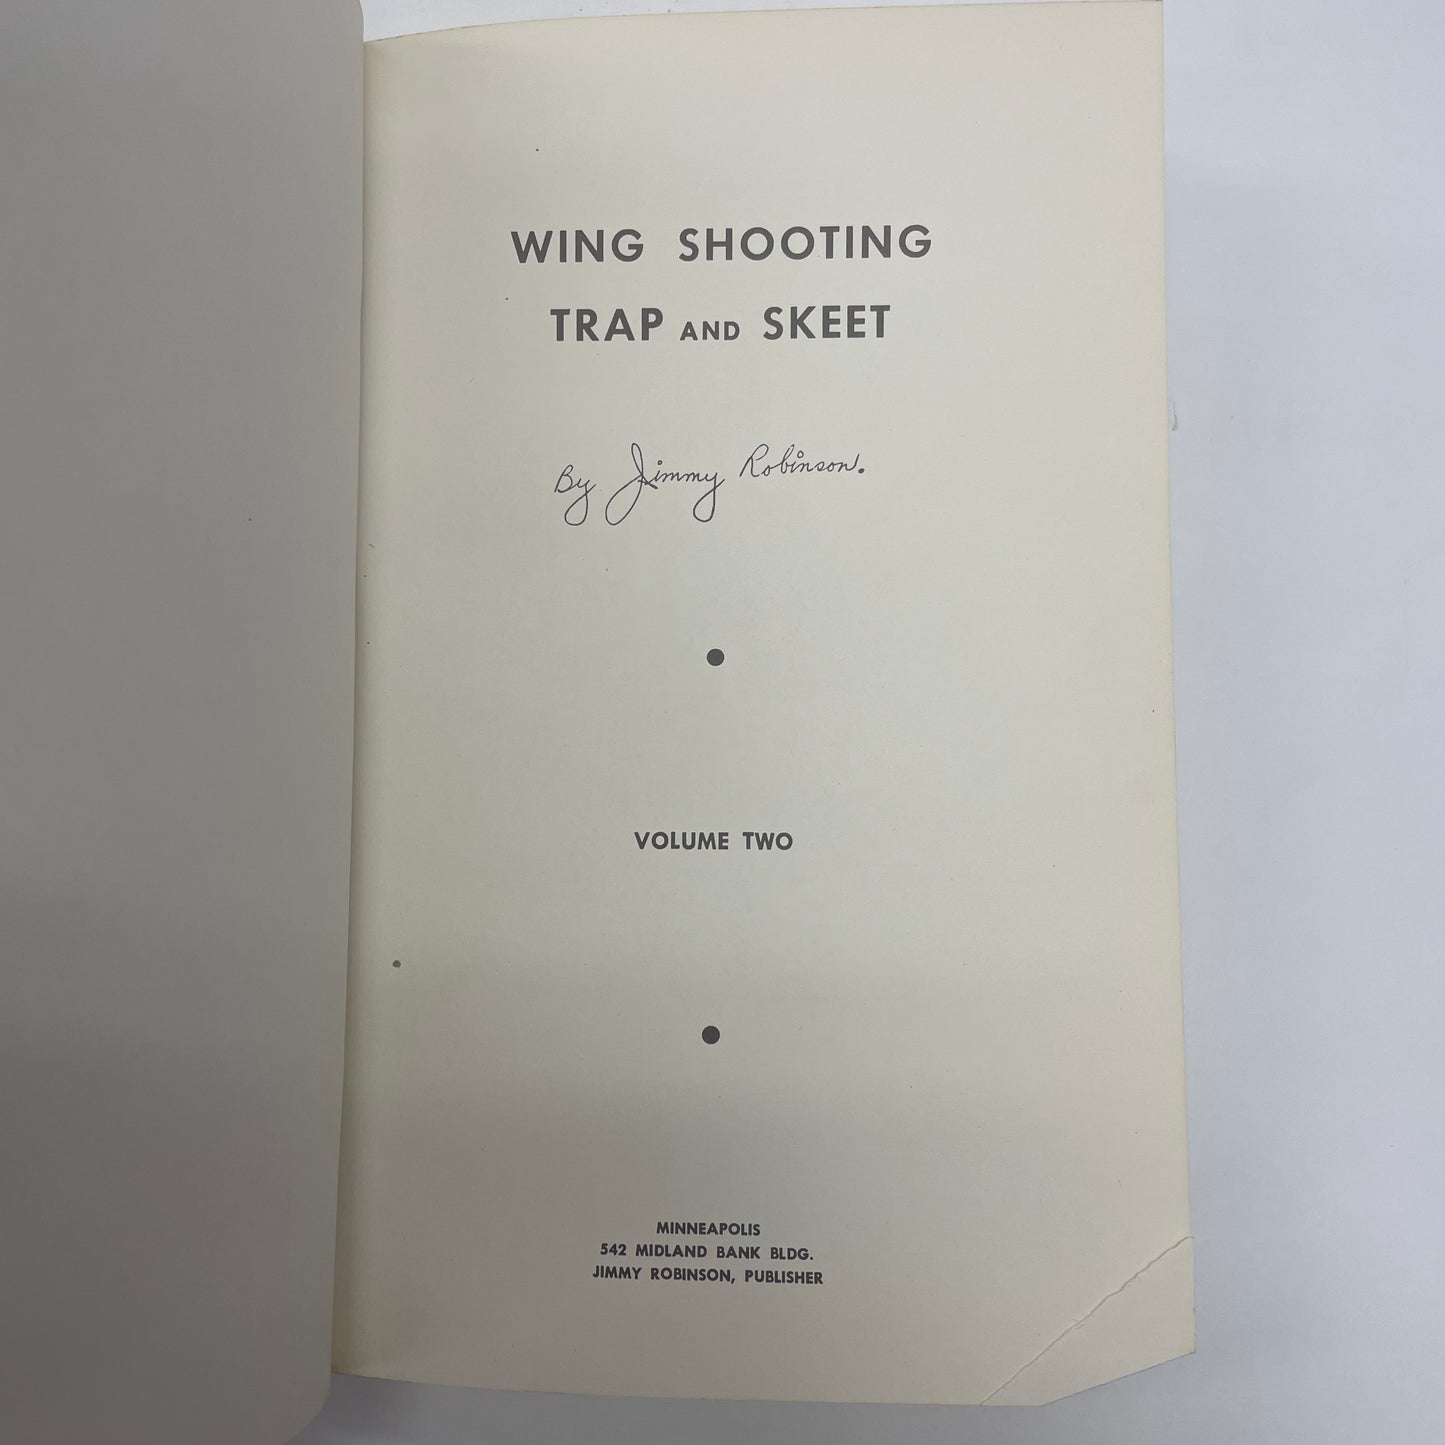 WING SHOOTING
TRAP AND SKEET
By Jimmy Robinson.
VOLUME TWO
MINNEAPOLIS
542 MIDLAND BANK BLDG.
JIMMY ROBINSON, PUBLISHER